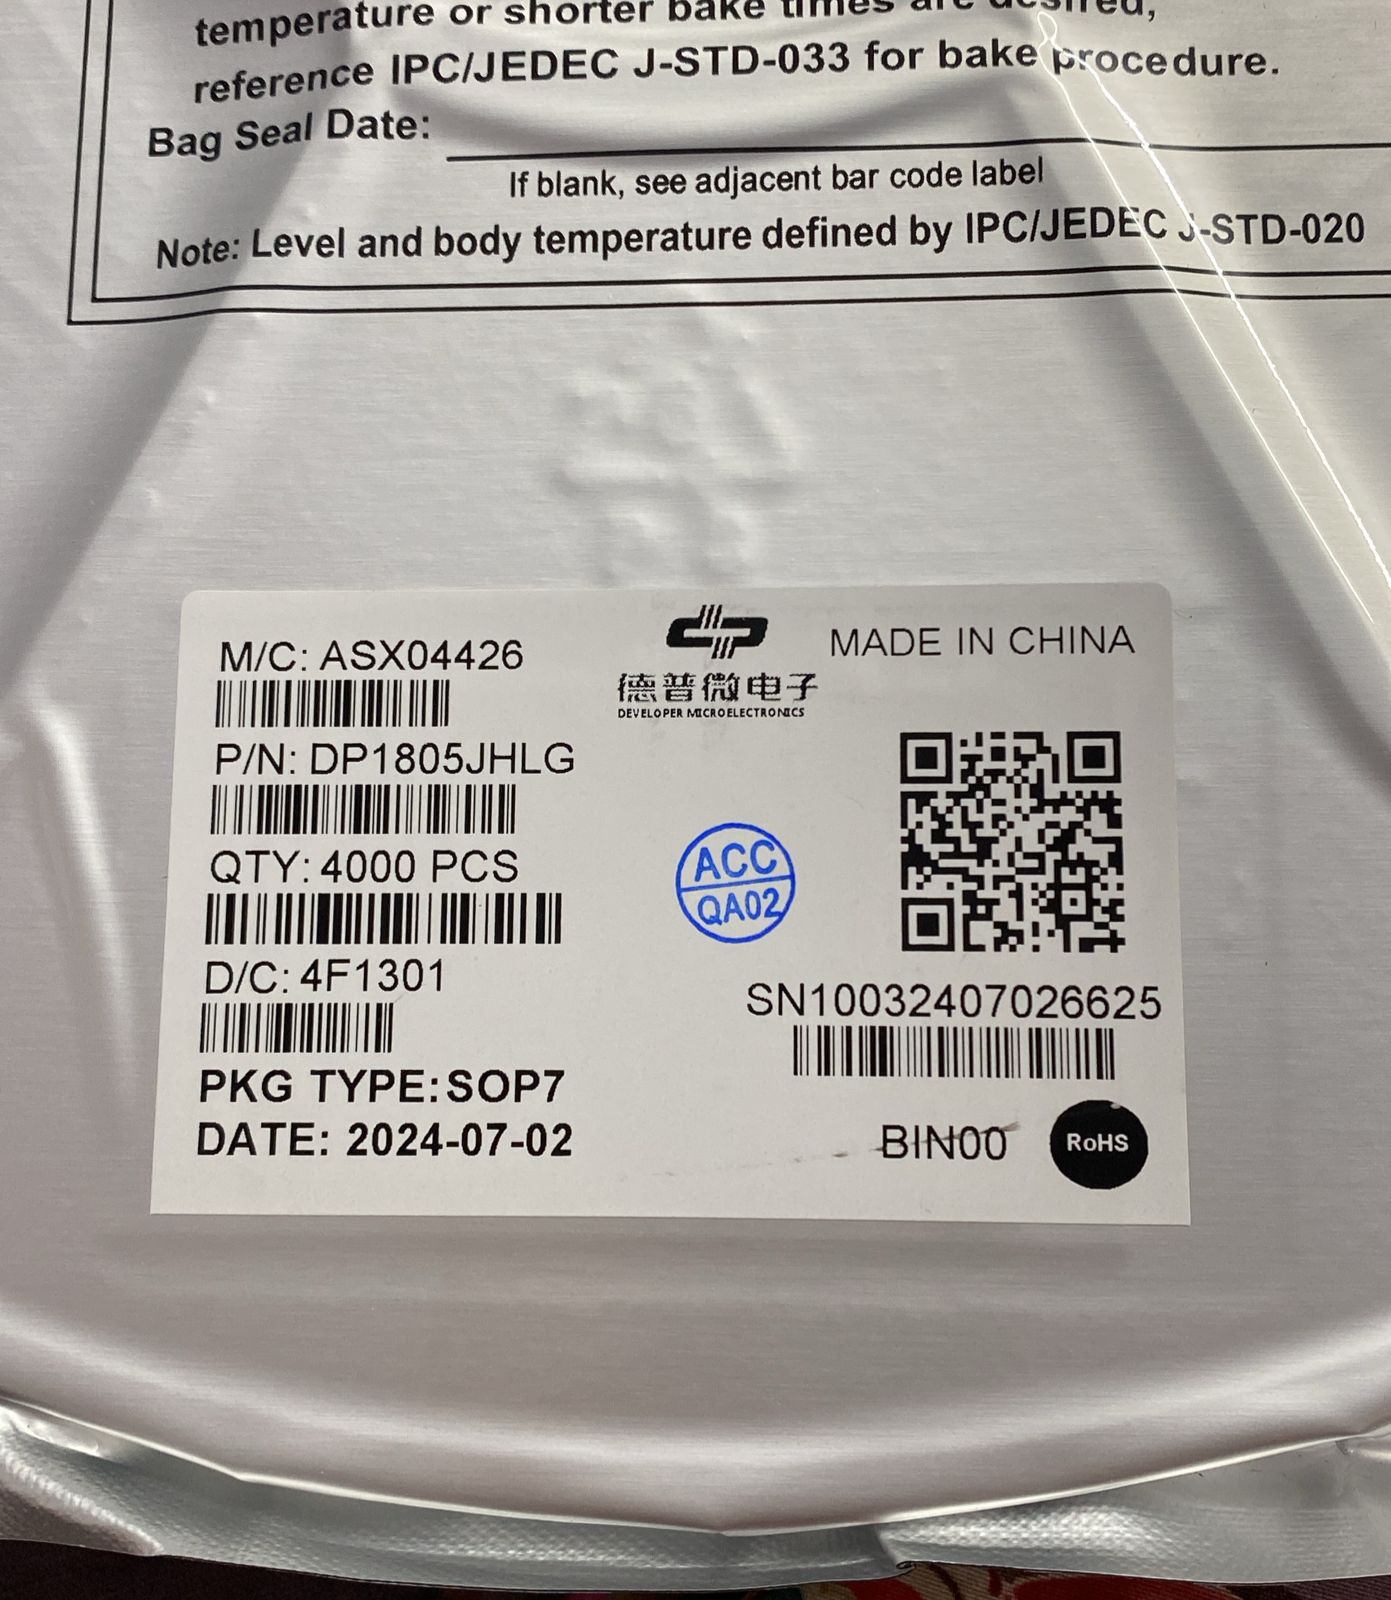 temperature or shorter bake times are desired,
reference IPC/JEDEC J-STD-033 for bake procedure.
Bag Seal Date:
If blank, see adjacent bar code label
Note: Level and body temperature defined by IPC/JEDEC J-STD-020
M/C: ASX04426
德普微电子
DEVELOPER MICROELECTRONICS
MADE IN CHINA
P/N: DP1805JHLG
QTY: 4000 PCS
ACC
QA02
D/C: 4F1301
SN10032407026625
PKG TYPE:SOP7
DATE: 2024-07-02
BIN00
RoHS